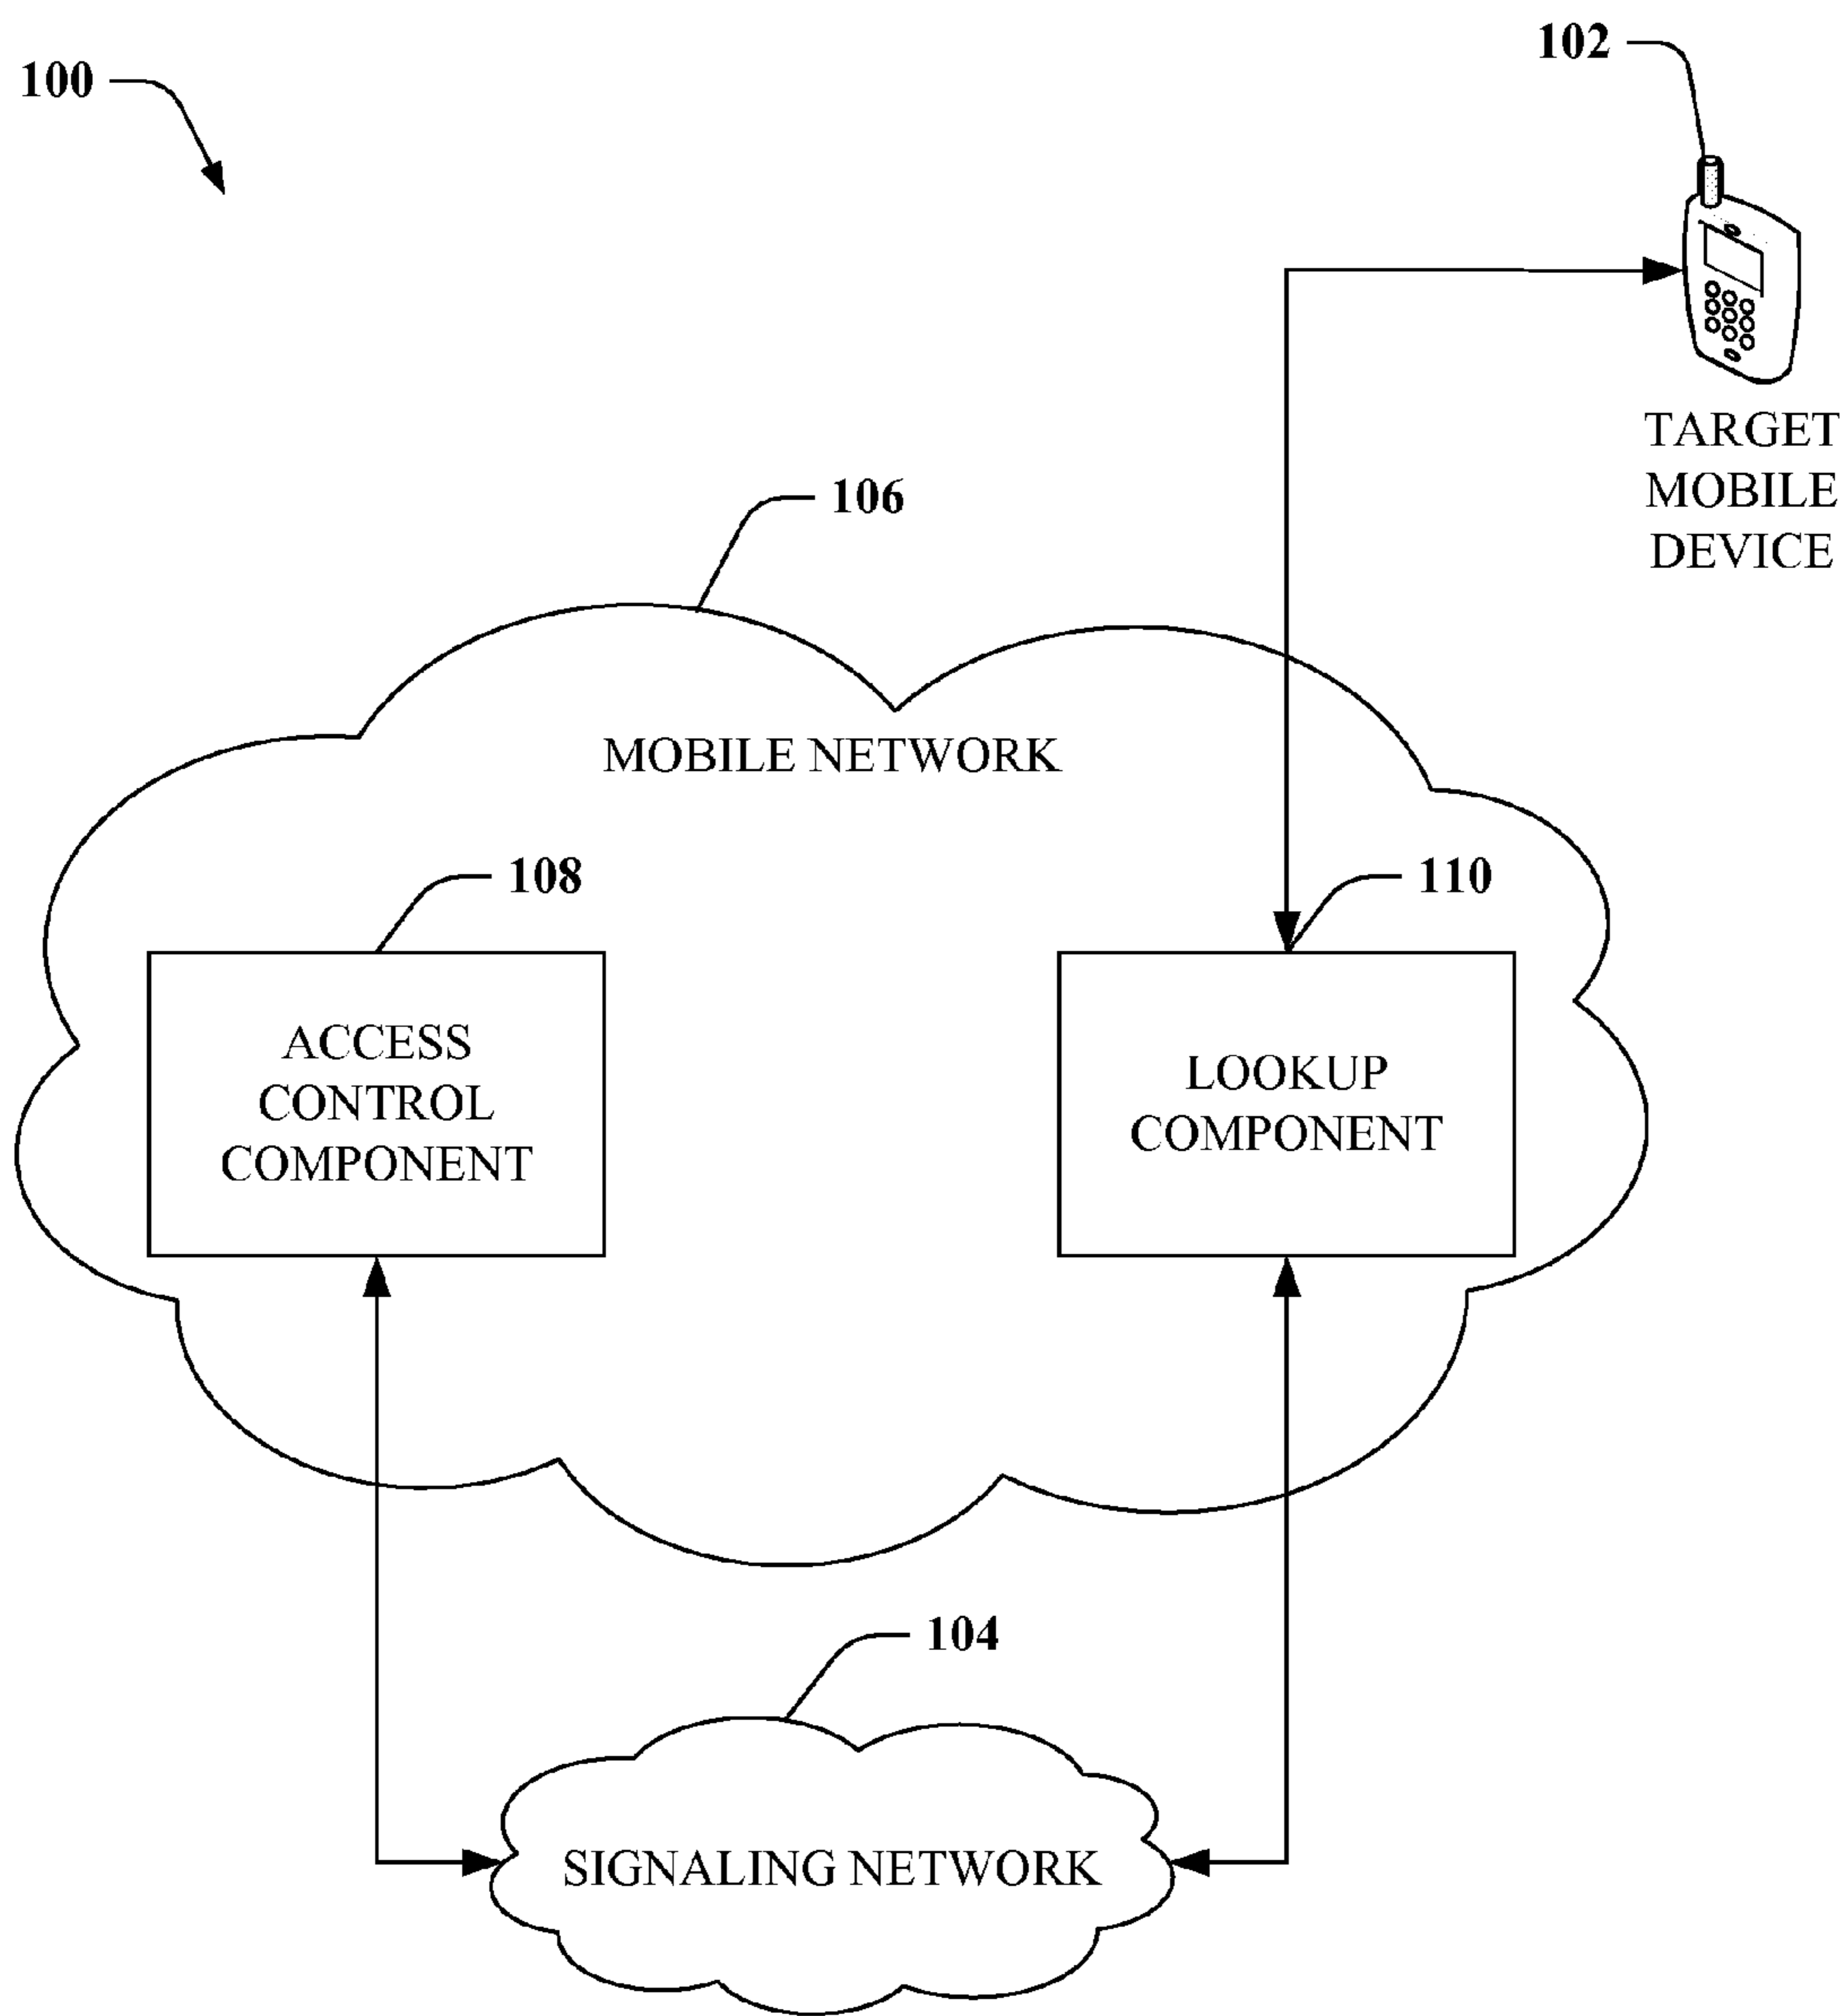 102
100
TARGET
MOBILE
DEVICE
106
MOBILE NETWORK
108
110
ACCESS
CONTROL
COMPONENT
LOOKUP
COMPONENT
104
SIGNALING NETWORK